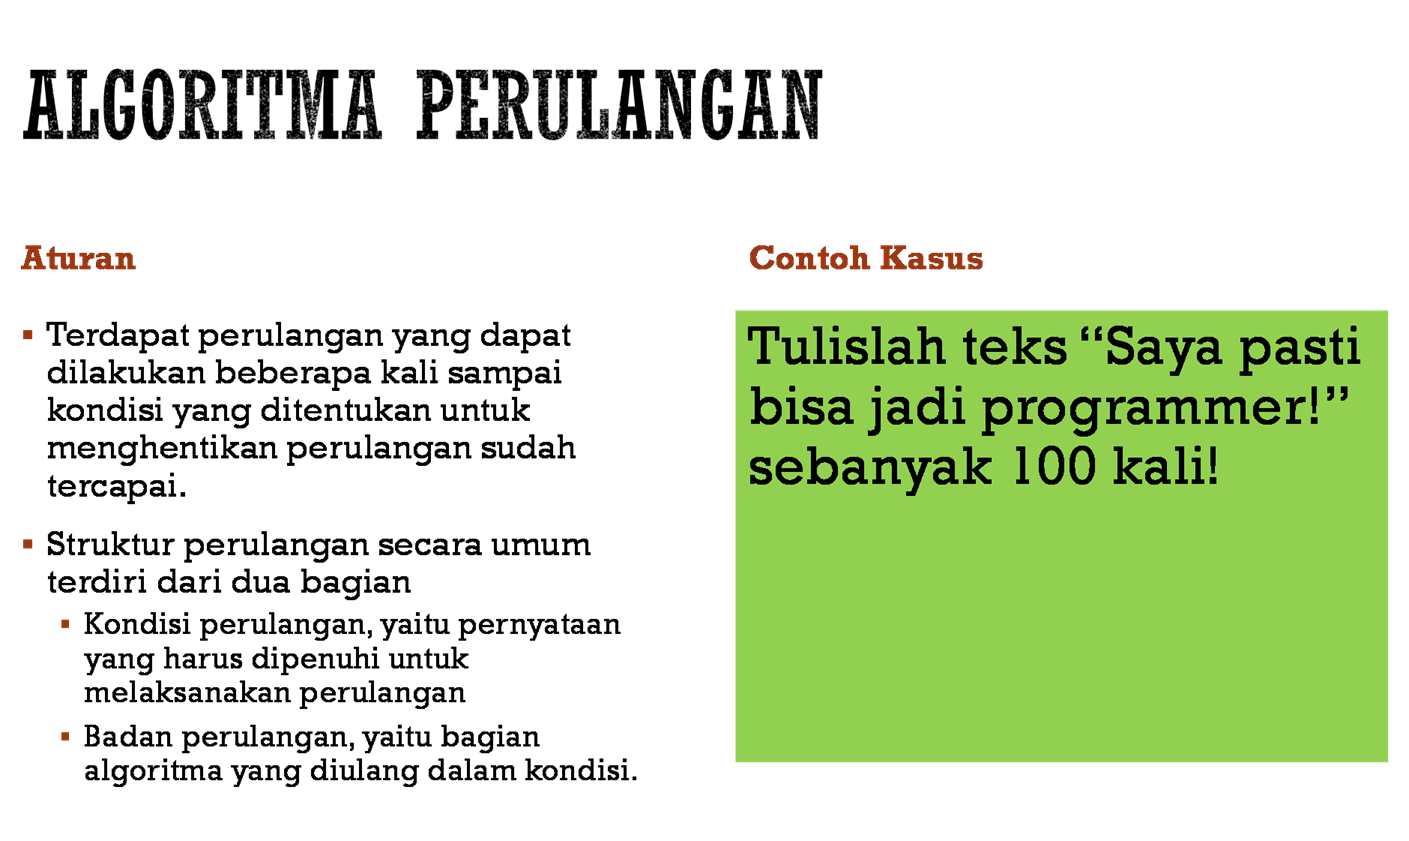 ALGORITMA PERULANGAN
Aturan
▪ Terdapat perulangan yang dapat
dilakukan beberapa kali sampai
kondisi yang ditentukan untuk
menghentikan perulangan sudah
tercapai.
▪ Struktur perulangan secara umum
terdiri dari dua bagian
▪ Kondisi perulangan, yaitu pernyataan
yang harus dipenuhi untuk
melaksanakan perulangan
▪ Badan perulangan, yaitu bagian
algoritma yang diulang dalam kondisi.
Contoh Kasus
Tulislah teks “Saya pasti
bisa jadi programmer!”
sebanyak 100 kali!